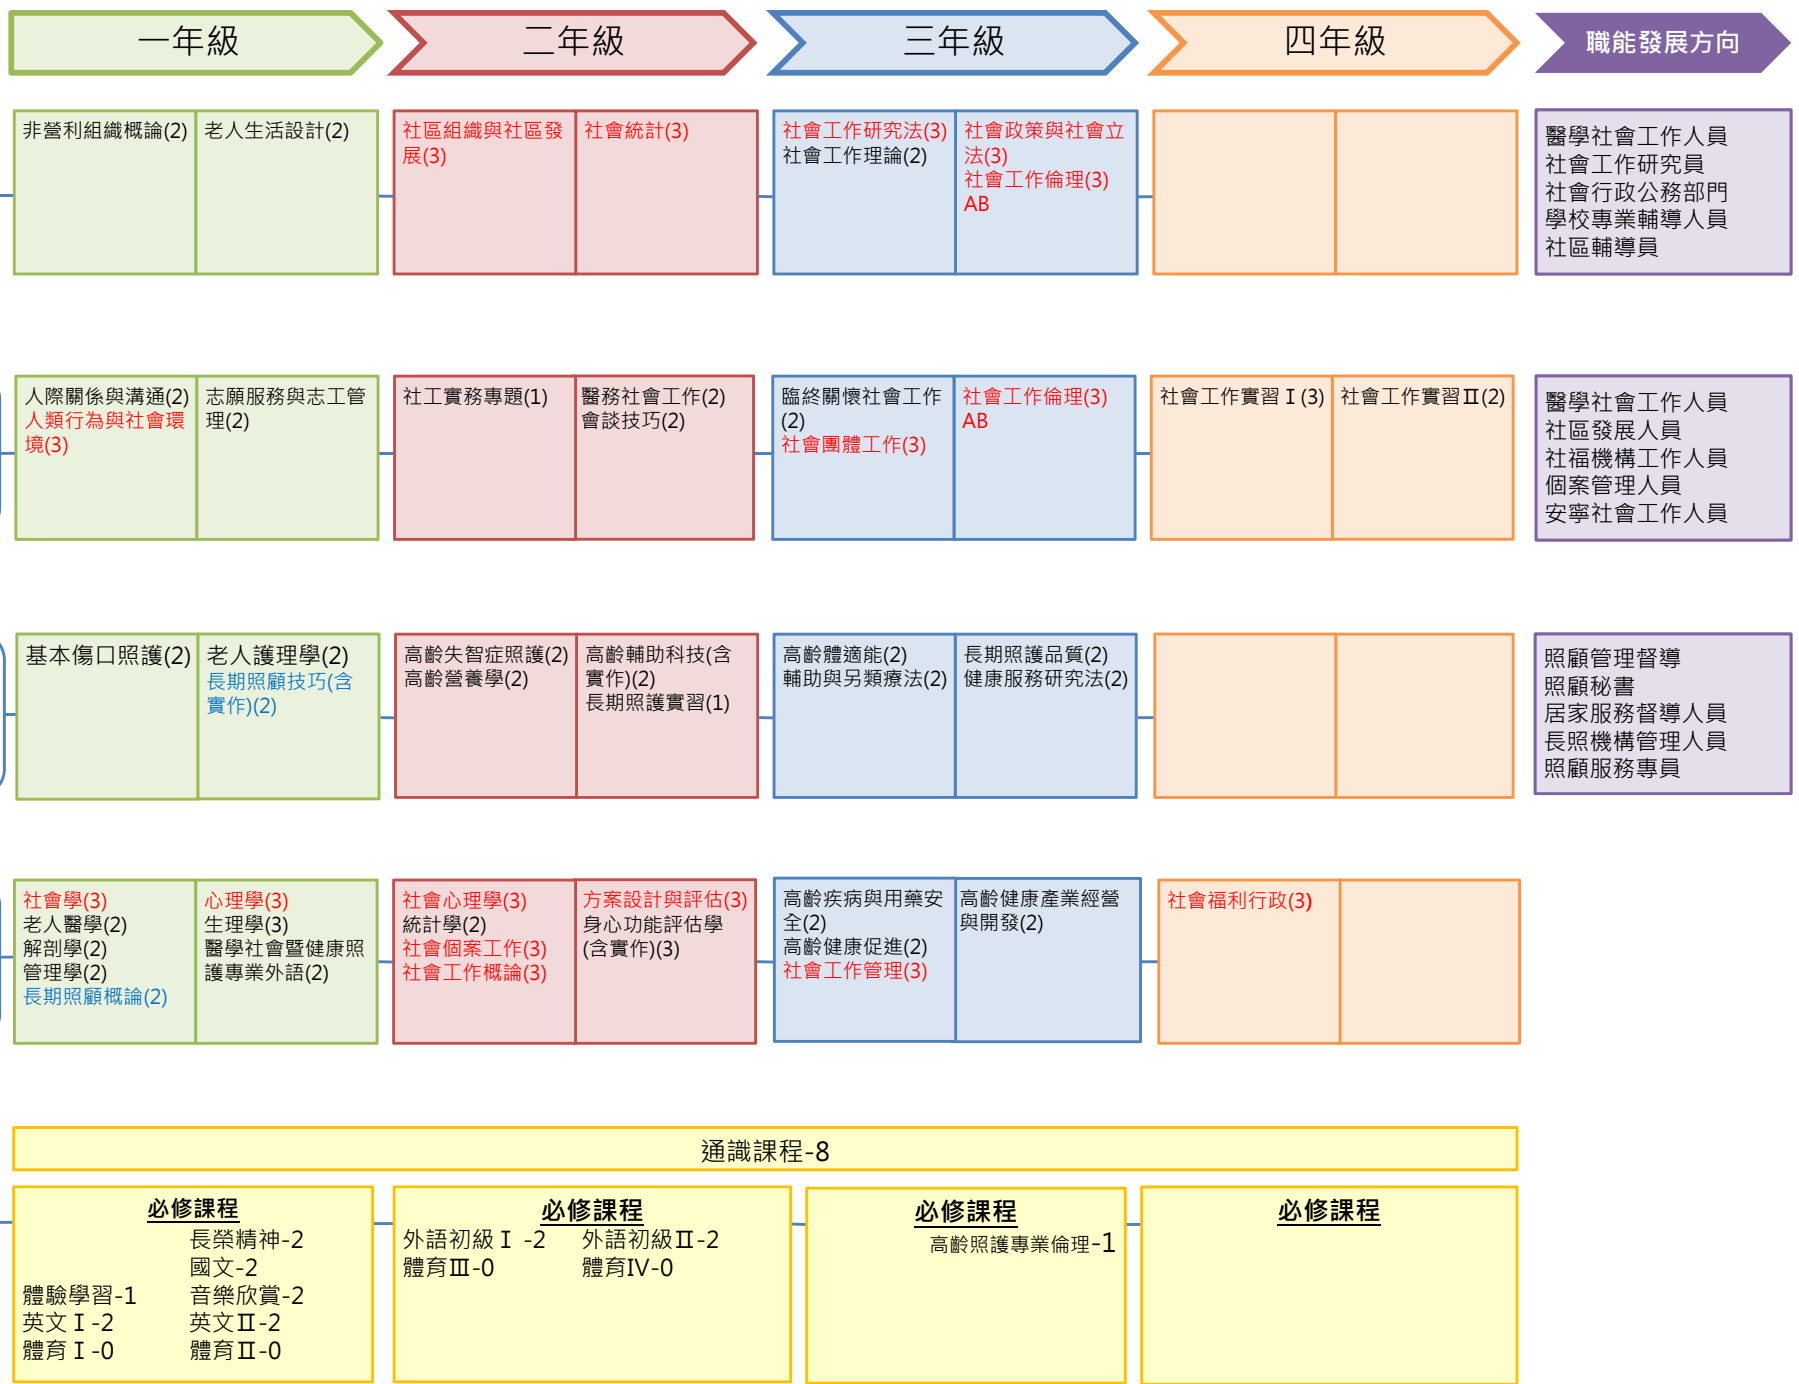 一年級
二年級
三年級
四年級
職能發展方向
非營利組織概論(2)
老人生活設計(2)
社區組織與社區發
展(3)
社會統計(3)
社會工作研究法(3)
社會工作理論(2)
社會政策與社會立
法(3)
社會工作倫理(3)
AB
醫學社會工作人員
社會工作研究員
社會行政公務部門
學校專業輔導人員
社區輔導員
人際關係與溝通(2)
人類行為與社會環
境(3)
志願服務與志工管
理(2)
社工實務專題(1)
醫務社會工作(2)
會談技巧(2)
臨終關懷社會工作
(2)
社會團體工作(3)
社會工作倫理(3)
AB
社會工作實習Ⅰ(3)
社會工作實習Ⅱ(2)
醫學社會工作人員
社區發展人員
社福機構工作人員
個案管理人員
安寧社會工作人員
基本傷口照護(2)
老人護理學(2)
長期照顧技巧(含
實作)(2)
高齡失智症照護(2)
高齡營養學(2)
高齡輔助科技(含
實作)(2)
長期照護實習(1)
高齡體適能(2)
輔助與另類療法(2)
長期照護品質(2)
健康服務研究法(2)
照顧管理督導
照顧秘書
居家服務督導人員
長照機構管理人員
照顧服務專員
社會學(3)
老人醫學(2)
解剖學(2)
管理學(2)
長期照顧概論(2)
心理學(3)
生理學(3)
醫學社會暨健康照
護專業外語(2)
社會心理學(3)
統計學(2)
社會個案工作(3)
社會工作概論(3)
方案設計與評估(3)
身心功能評估學
(含實作)(3)
高齡疾病與用藥安
全(2)
高齡健康促進(2)
社會工作管理(3)
高齡健康產業經營
與開發(2)
社會福利行政(3)
通識課程-8
必修課程
長榮精神-2
國文-2
體驗學習-1 音樂欣賞-2
英文Ⅰ-2 英文Ⅱ-2
體育Ⅰ-0 體育Ⅱ-0
必修課程
外語初級Ⅰ -2 外語初級Ⅱ-2
體育Ⅲ-0 體育Ⅳ-0
必修課程
高齡照護專業倫理-1
必修課程